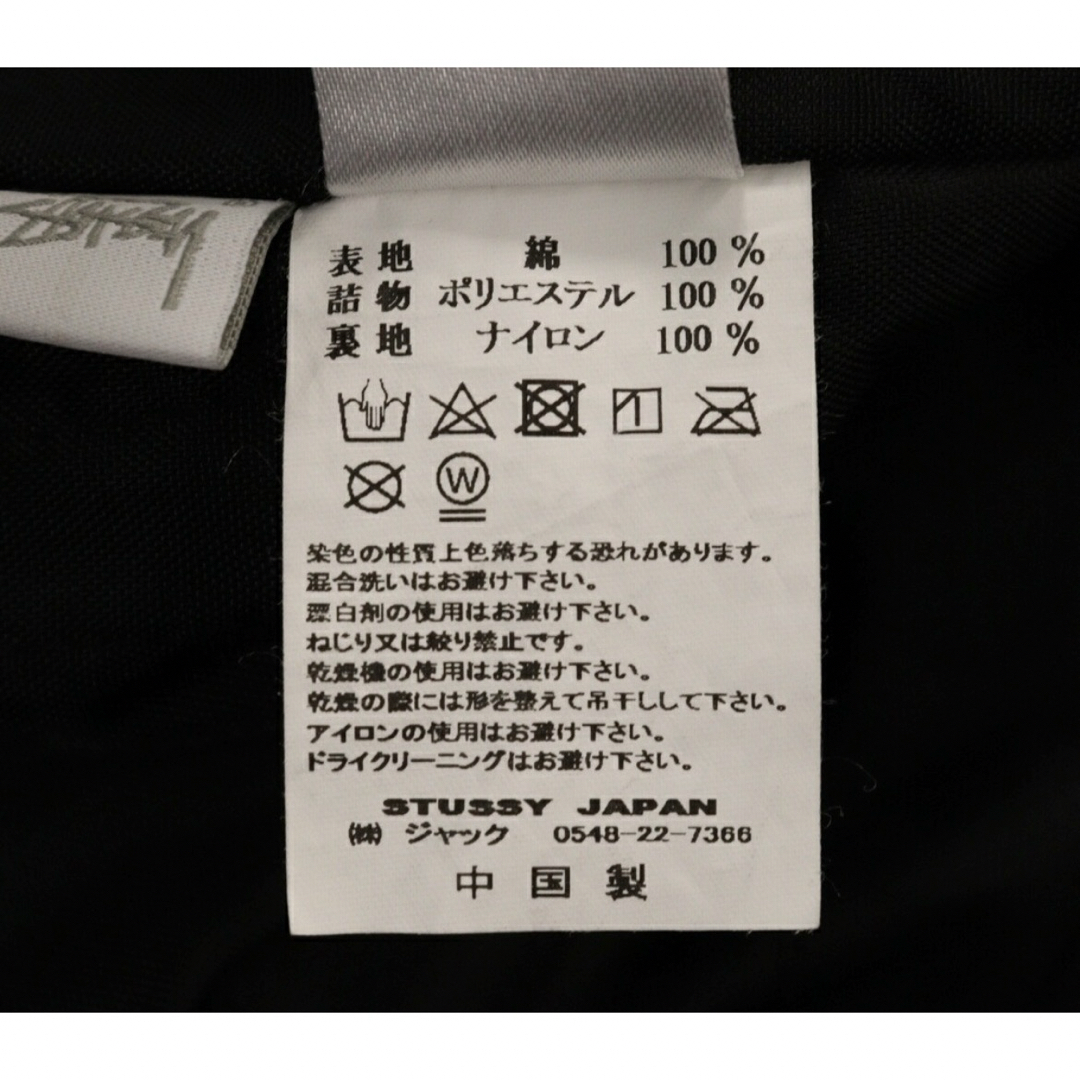 表地 綿 100 %
詰物 ポリエステル 100 %
裏地 ナイロン 100 %
1
W
染色の性質上色落ちする恐れがあります。
混合洗いはお避け下さい。
漂白剤の使用はお避け下さい。
ねじり又は絞り禁止です。
乾燥機の使用はお避け下さい。
乾燥の際には形を整えて吊干しして下さい。
アイロンの使用はお避け下さい。
ドライクリーニングはお避け下さい。
STUSSY JAPAN
㈱ ジャック 0548-22-7366
中国製